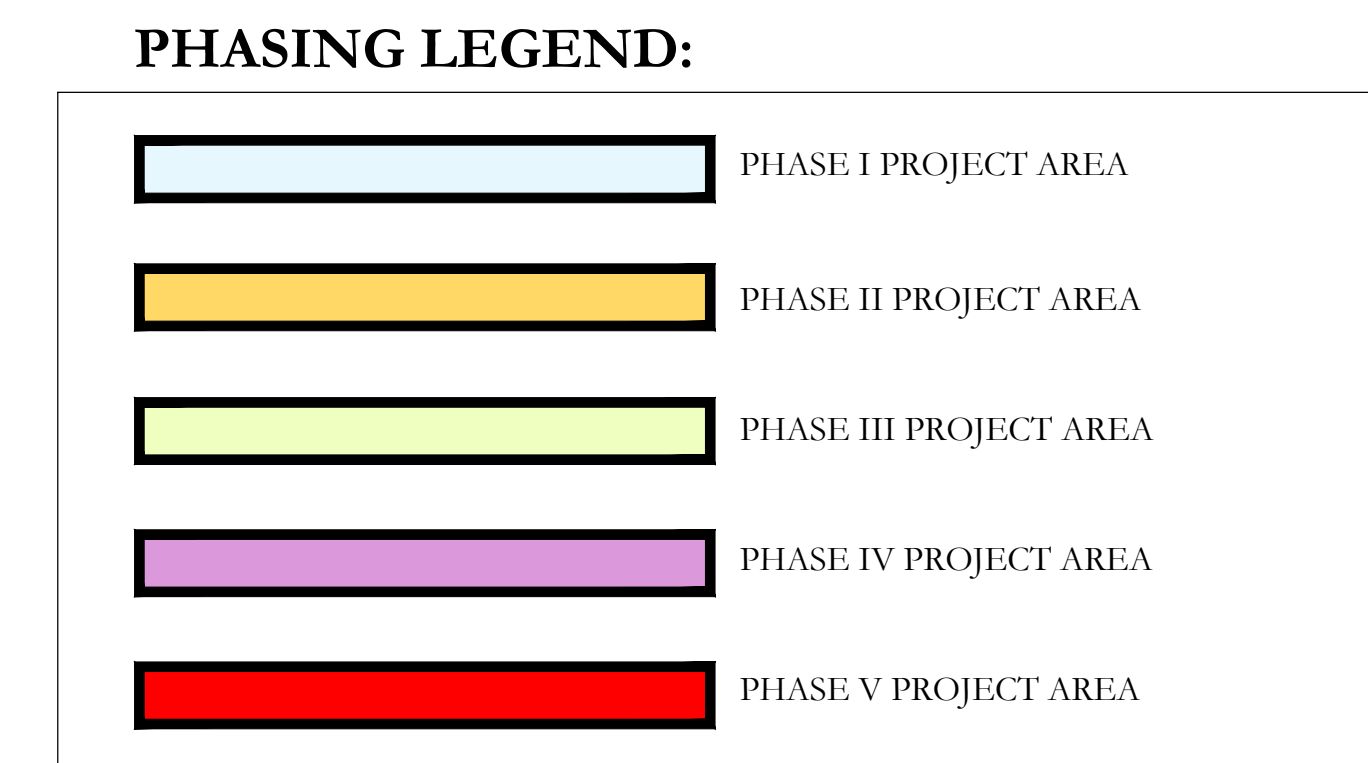 PHASING LEGEND:
PHASE I PROJECT AREA
PHASE II PROJECT AREA
PHASE III PROJECT AREA
PHASE IV PROJECT AREA
PHASE V PROJECT AREA